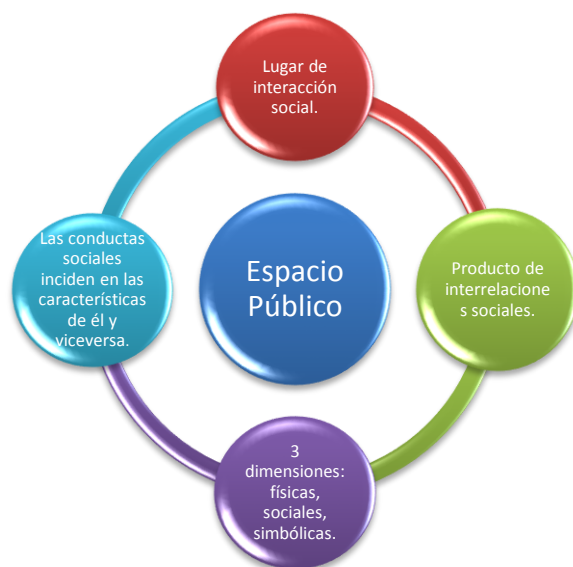 Lugar de
interacción
social.
Las conductas
sociales
inciden en las
características
de él y
viceversa.
Espacio
Público
Producto de
interrelacione
s sociales.
3
dimensiones:
físicas,
sociales,
simbólicas.